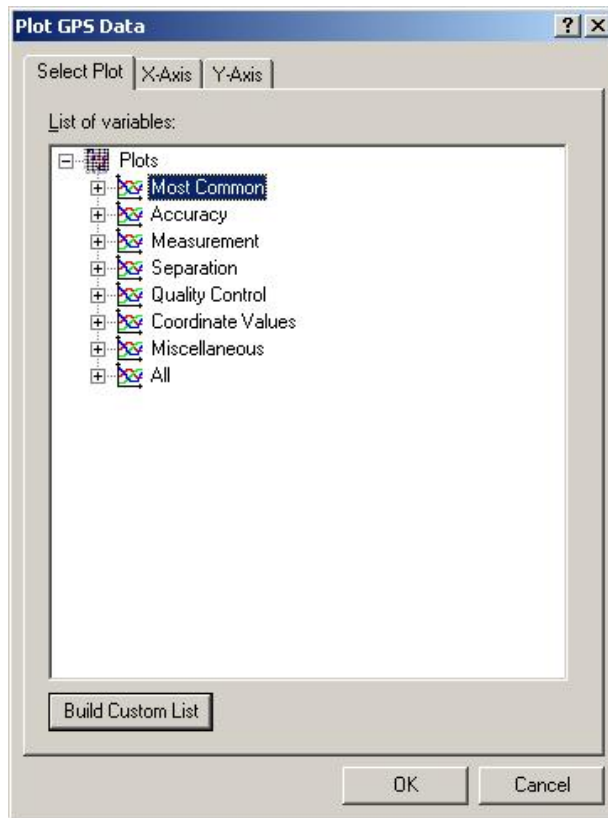 Plot GPS Data
Select Plot X-Axis Y-Axis
List of variables:
Plots
Most Common
Accuracy
Measurement
Separation
Quality Control
Coordinate Values
Miscellaneous
All
Build Custom List
OK Cancel